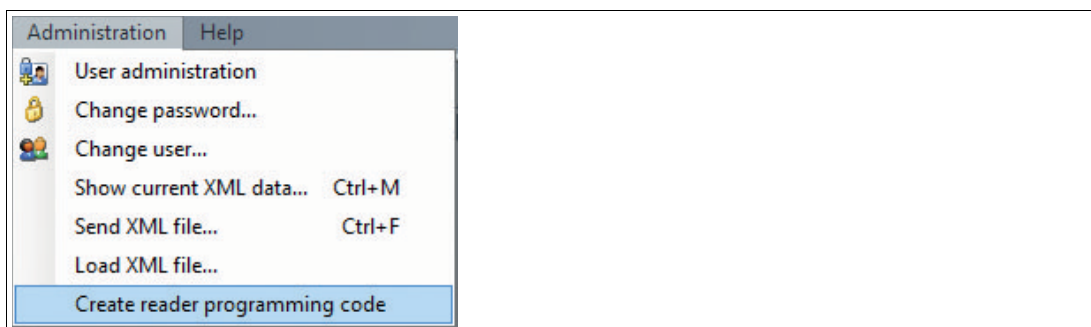 Administration Help
User administration
Change password...
Change user...
Show current XML data... Ctrl+M
Send XML file... Ctrl+F
Load XML file...
Create reader programming code